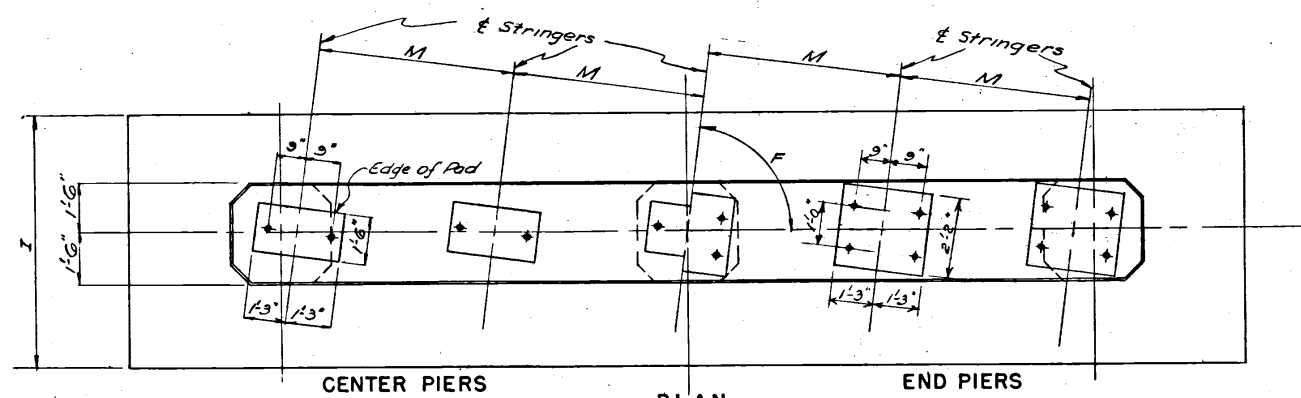 ℄ Stringers
℄ Stringers
M
M
M
M
F
9"
9"
Edge of Pad
9"
9"
I
1'-6"
1'-6"
1'-6"
1'-0"
2'-2"
1'-3"
1'-3"
1'-3"
1'-3"
CENTER PIERS
END PIERS
PLAN